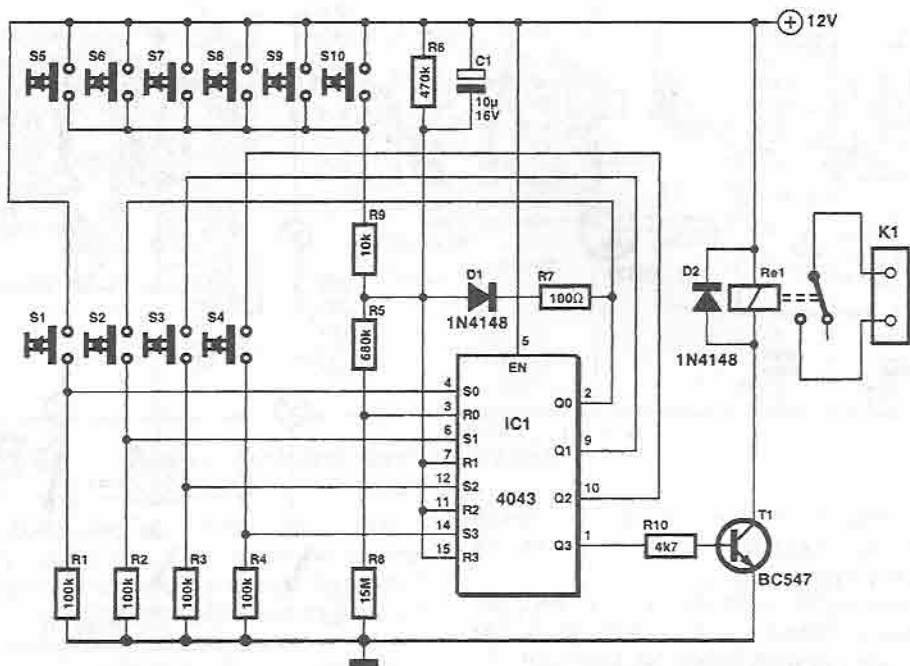 12V
S5 S6 S7 S8 S9 S10
R6
470k
C1
10μ
16V
R9
10k
D1
1N4148
R7
100Ω
D2
1N4148
Re1
K1
S1 S2 S3 S4
R5
680k
5
EN
4 S0
3 R0
6 S1
7 R1
12 S2
11 R2
14 S3
15 R3
IC1
4043
Q0 2
Q1 9
Q2 10
Q3 1
R10
4k7
T1
BC547
R1
100k
R2
100k
R3
100k
R4
100k
R8
15M